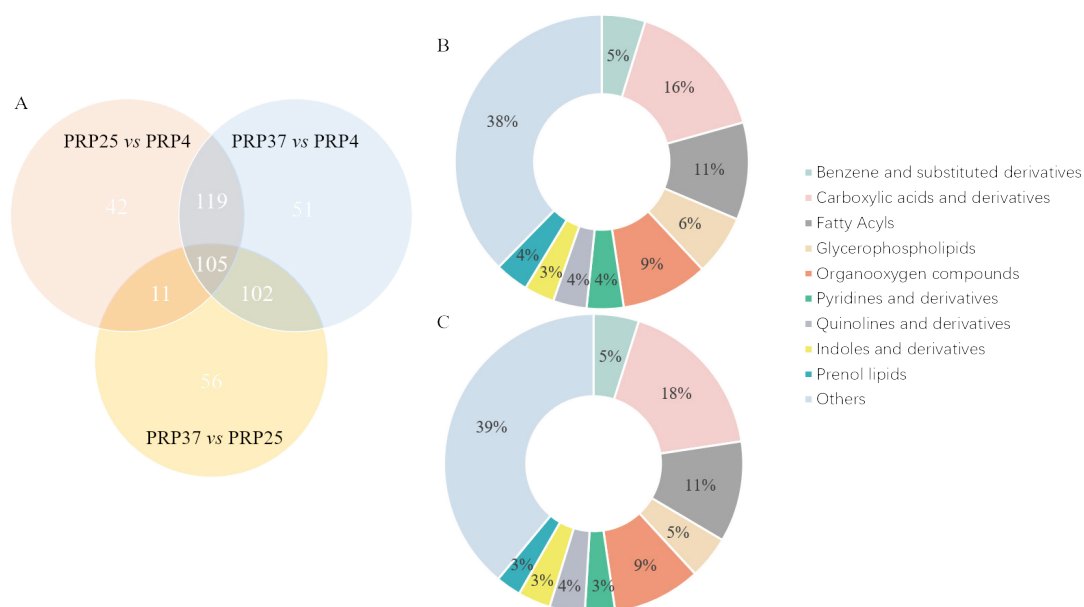 A
PRP25 vs PRP4
PRP37 vs PRP4
42
119
51
105
11
102
56
PRP37 vs PRP25
B
5%
16%
11%
6%
9%
4%
4%
3%
4%
38%
C
5%
18%
11%
5%
9%
3%
4%
3%
3%
39%
Benzene and substituted derivatives
Carboxylic acids and derivatives
Fatty Acyls
Glycerophospholipids
Organooxygen compounds
Pyridines and derivatives
Quinolines and derivatives
Indoles and derivatives
Prenol lipids
Others